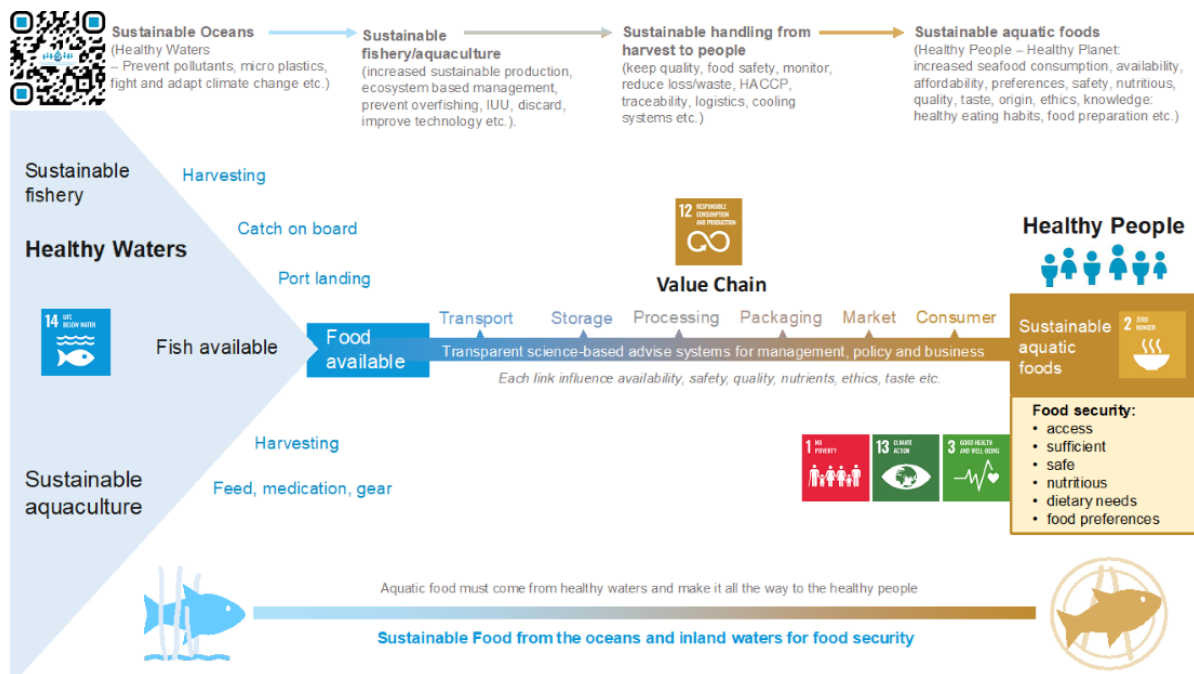 Sustainable Oceans
(Healthy Waters
– Prevent pollutants, micro plastics,
fight and adapt climate change etc.)
Sustainable
fishery/aquaculture
(increased sustainable production,
ecosystem based management,
prevent overfishing, IUU, discard,
improve technology etc.).
Sustainable handling from
harvest to people
(keep quality, food safety, monitor,
reduce loss/waste, HACCP,
traceability, logistics, cooling
systems etc.)
Sustainable aquatic foods
(Healthy People – Healthy Planet:
increased seafood consumption, availability,
affordability, preferences, safety, nutritious,
quality, taste, origin, ethics, knowledge:
healthy eating habits, food preparation etc.)
Sustainable
fishery
Harvesting
Catch on board
Healthy Waters
Port landing
14 LIFE
BELOW WATER
Fish available
Food
available
12 RESPONSIBLE
CONSUMPTION
AND PRODUCTION
Value Chain
Transport
Storage
Processing
Packaging
Market
Consumer
Transparent science-based advise systems for management, policy and business
Each link influence availability, safety, quality, nutrients, ethics, taste etc.
Healthy People
Sustainable
aquatic
foods
2 ZERO
HUNGER
Food security:
• access
• sufficient
• safe
• nutritious
• dietary needs
• food preferences
1 NO
POVERTY
13 CLIMATE
ACTION
3 GOOD HEALTH
AND WELL-BEING
Harvesting
Feed, medication, gear
Sustainable
aquaculture
Aquatic food must come from healthy waters and make it all the way to the healthy people
Sustainable Food from the oceans and inland waters for food security